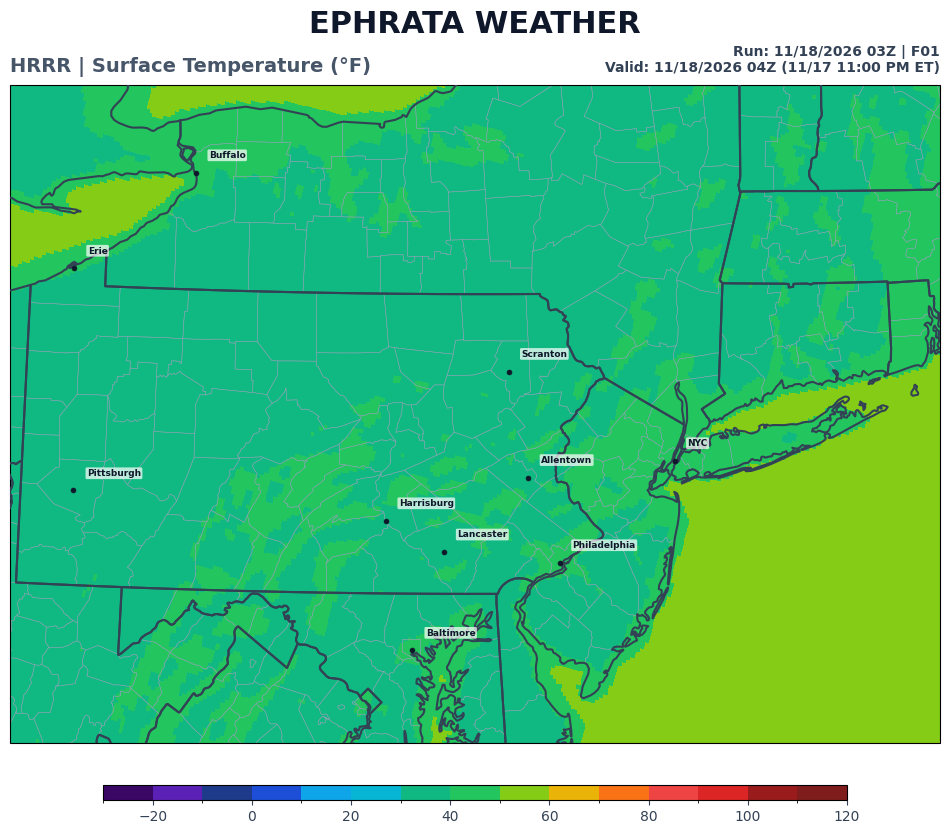 EPHRATA WEATHER
HRRR | Surface Temperature (°F)
Run: 11/18/2026 03Z | F01
Valid: 11/18/2026 04Z (11/17 11:00 PM ET)
Buffalo
Erie
Scranton
NYC
Allentown
Pittsburgh
Harrisburg
Lancaster
Philadelphia
Baltimore
−20 0 20 40 60 80 100 120